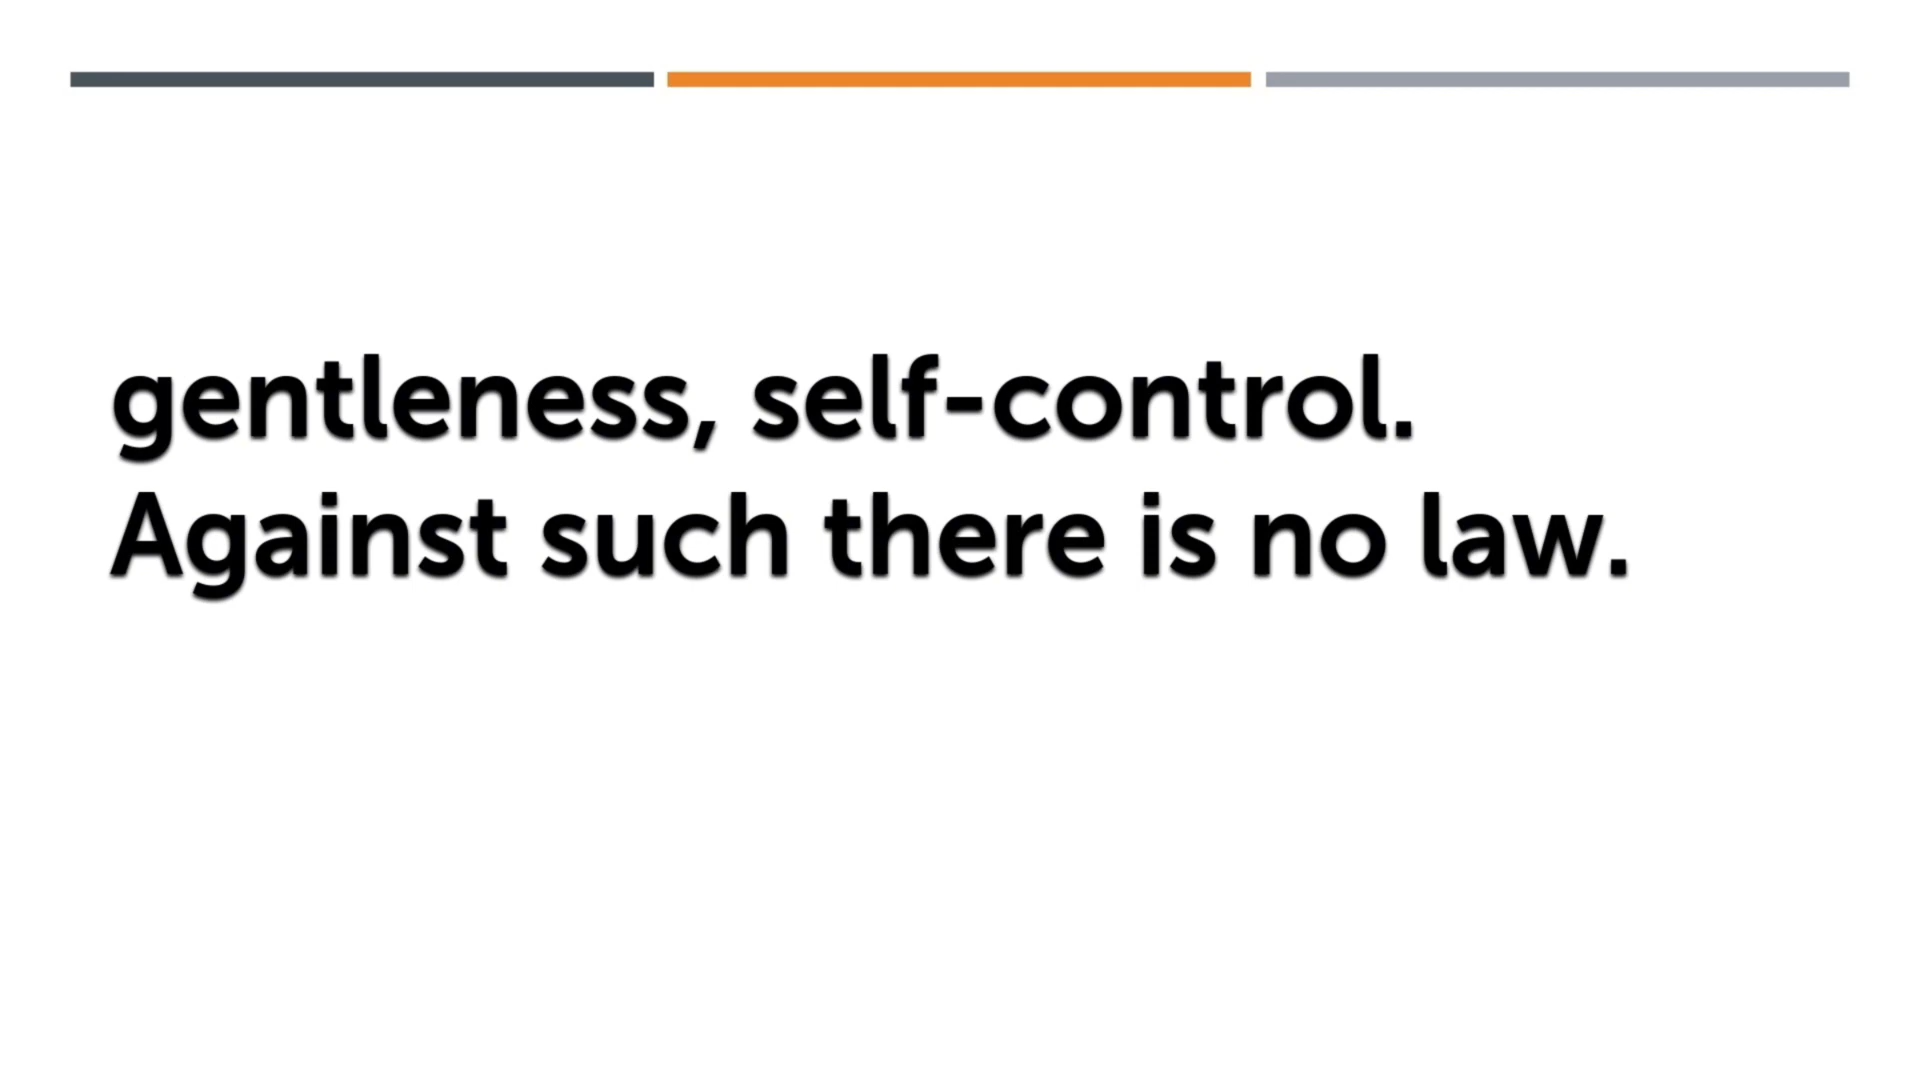 gentleness, self-control.
Against such there is no law.